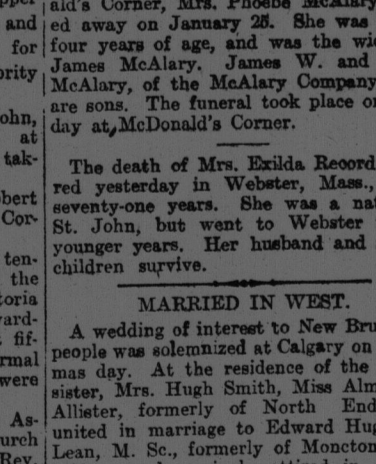 and
for
ority
ohn,
at
tak-
bert
Cor-
ten-
the
toria
ard-
fif-
rmal
were
As-
urch
Rev.
ald's Corner, Mrs. Phoebe McAlary
ed away on January 25. She was
four years of age, and was the wi
James McAlary. James W. and
McAlary, of the McAlary Company
are sons. The funeral took place o
day at McDonald's Corner.
The death of Mrs. Exilda Record
red yesterday in Webster, Mass.,
seventy-one years. She was a na
St. John, but went to Webster
younger years. Her husband and
children survive.
MARRIED IN WEST.
A wedding of interest to New Bru
people was solemnized at Calgary on
mas day. At the residence of the
sister, Mrs. Hugh Smith, Miss Alm
Allister, formerly of North End
united in marriage to Edward Hug
Lean, M. Sc., formerly of Moncton